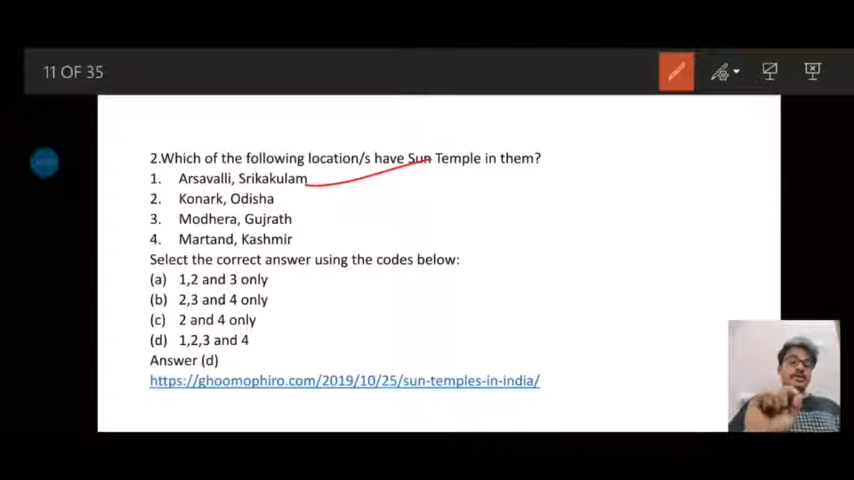 11 OF 35
2.Which of the following location/s have Sun Temple in them?
1. Arsavalli, Srikakulam
2. Konark, Odisha
3. Modhera, Gujrath
4. Martand, Kashmir
Select the correct answer using the codes below:
(a) 1,2 and 3 only
(b) 2,3 and 4 only
(c) 2 and 4 only
(d) 1,2,3 and 4
Answer (d)
https://ghoomophiro.com/2019/10/25/sun-temples-in-india/